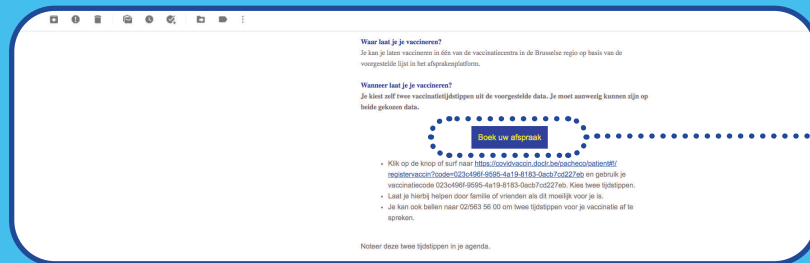 Waar laat je je vaccineren?
Je kan je laten vaccineren in één van de vaccinatiecentra in de Brusselse regio op basis van de
voorgestelde lijst in het afsprakenplatform.
Wanneer laat je je vaccineren?
Je kiest zelf twee vaccinatietijdstippen uit de voorgestelde data. Je moet aanwezig kunnen zijn op
beide gekozen data.
Boek uw afspraak
• Klik op de knop of surf naar https://covidvaccin.doclr.be/pacheco/patient#!/
registervaccin?code=023c496f-9595-4a19-8183-0acb7cd227eb en gebruik je
vaccinatiecode 023c496f-9595-4a19-8183-0acb7cd227eb. Kies twee tijdstippen.
• Laat je hierbij helpen door familie of vrienden als dit moeilijk voor je is.
• Je kan ook bellen naar 02/563 56 00 om twee tijdstippen voor je vaccinatie af te
spreken.
Noteer deze twee tijdstippen in je agenda.